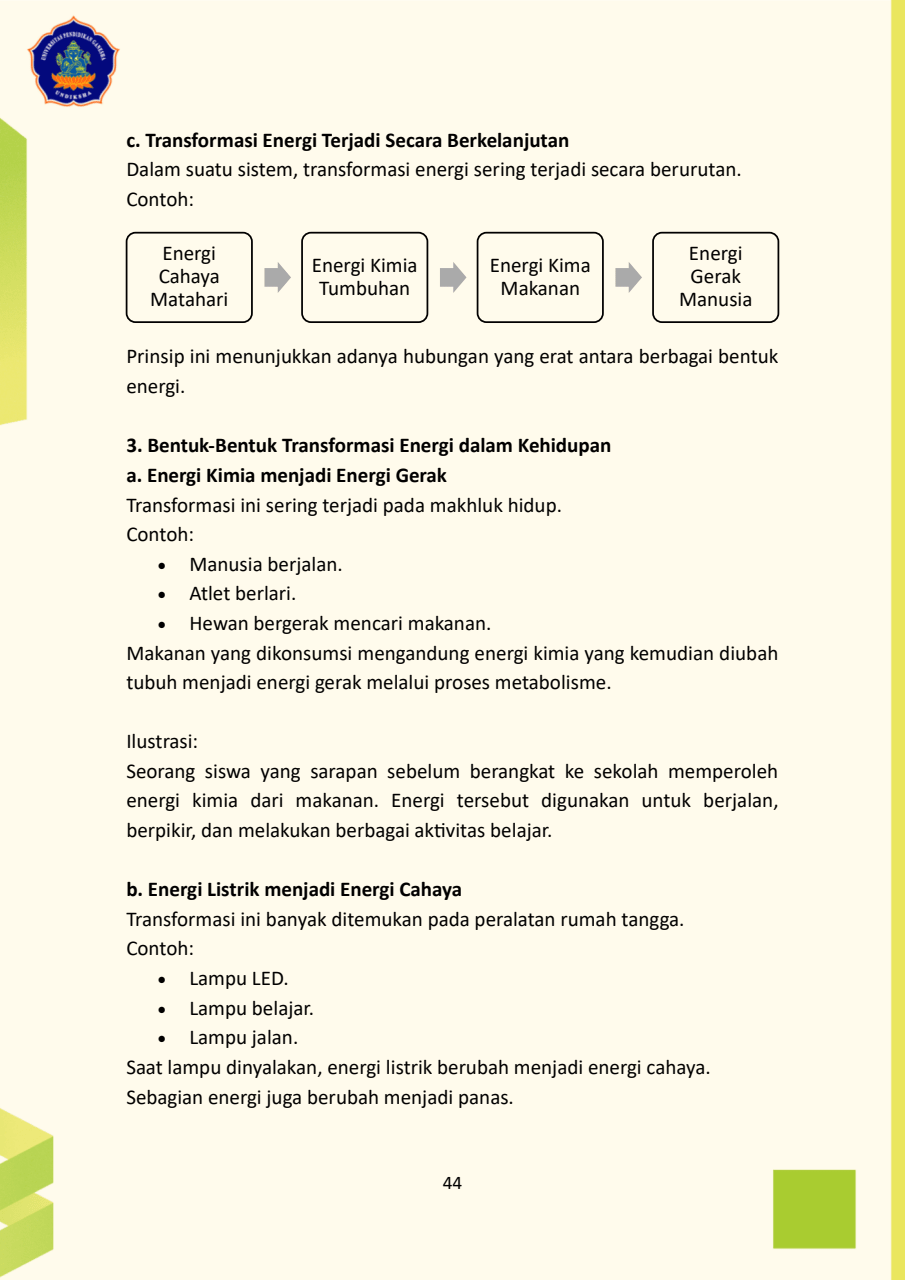 UNIVERSITAS PENDIDIKAN GANESHA
UNDIKSHA
c. Transformasi Energi Terjadi Secara Berkelanjutan
Dalam suatu sistem, transformasi energi sering terjadi secara berurutan.
Contoh:
Energi
Cahaya
Matahari
Energi Kimia
Tumbuhan
Energi Kima
Makanan
Energi
Gerak
Manusia
Prinsip ini menunjukkan adanya hubungan yang erat antara berbagai bentuk
energi.
3. Bentuk-Bentuk Transformasi Energi dalam Kehidupan
a. Energi Kimia menjadi Energi Gerak
Transformasi ini sering terjadi pada makhluk hidup.
Contoh:
• Manusia berjalan.
• Atlet berlari.
• Hewan bergerak mencari makanan.
Makanan yang dikonsumsi mengandung energi kimia yang kemudian diubah
tubuh menjadi energi gerak melalui proses metabolisme.
Ilustrasi:
Seorang siswa yang sarapan sebelum berangkat ke sekolah memperoleh
energi kimia dari makanan. Energi tersebut digunakan untuk berjalan,
berpikir, dan melakukan berbagai aktivitas belajar.
b. Energi Listrik menjadi Energi Cahaya
Transformasi ini banyak ditemukan pada peralatan rumah tangga.
Contoh:
• Lampu LED.
• Lampu belajar.
• Lampu jalan.
Saat lampu dinyalakan, energi listrik berubah menjadi energi cahaya.
Sebagian energi juga berubah menjadi panas.
44